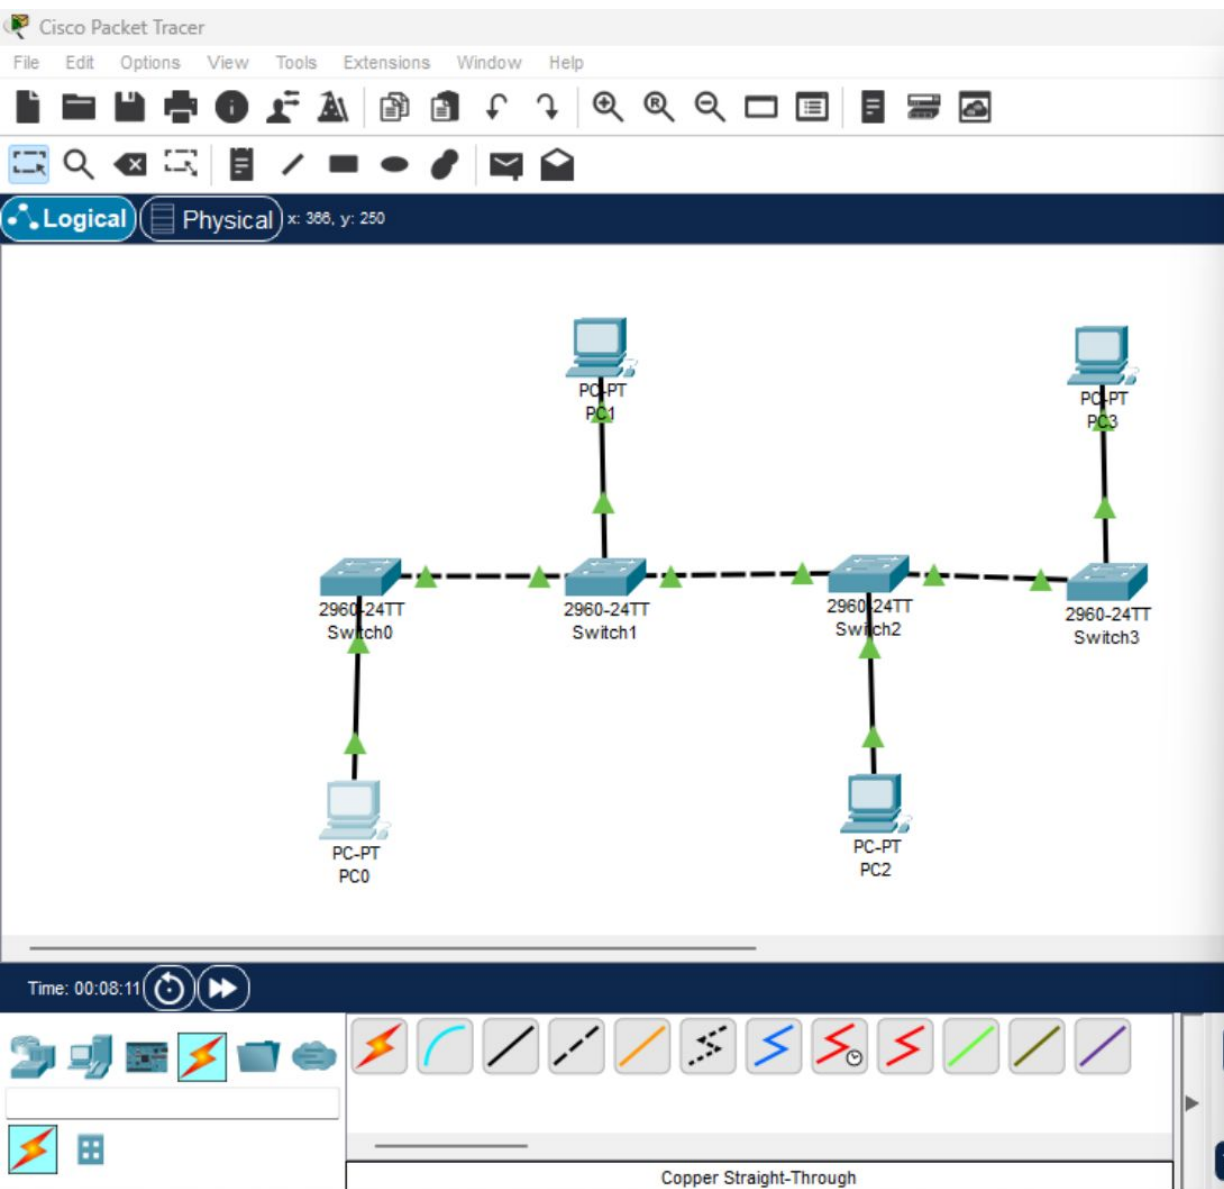 Cisco Packet Tracer
File Edit Options View Tools Extensions Window Help
Logical Physical x: 366, y: 250
PC-PT
PC1
PC-PT
PC3
2960-24TT
Switch0
2960-24TT
Switch1
2960-24TT
Switch2
2960-24TT
Switch3
PC-PT
PC0
PC-PT
PC2
Time: 00:08:11
Copper Straight-Through